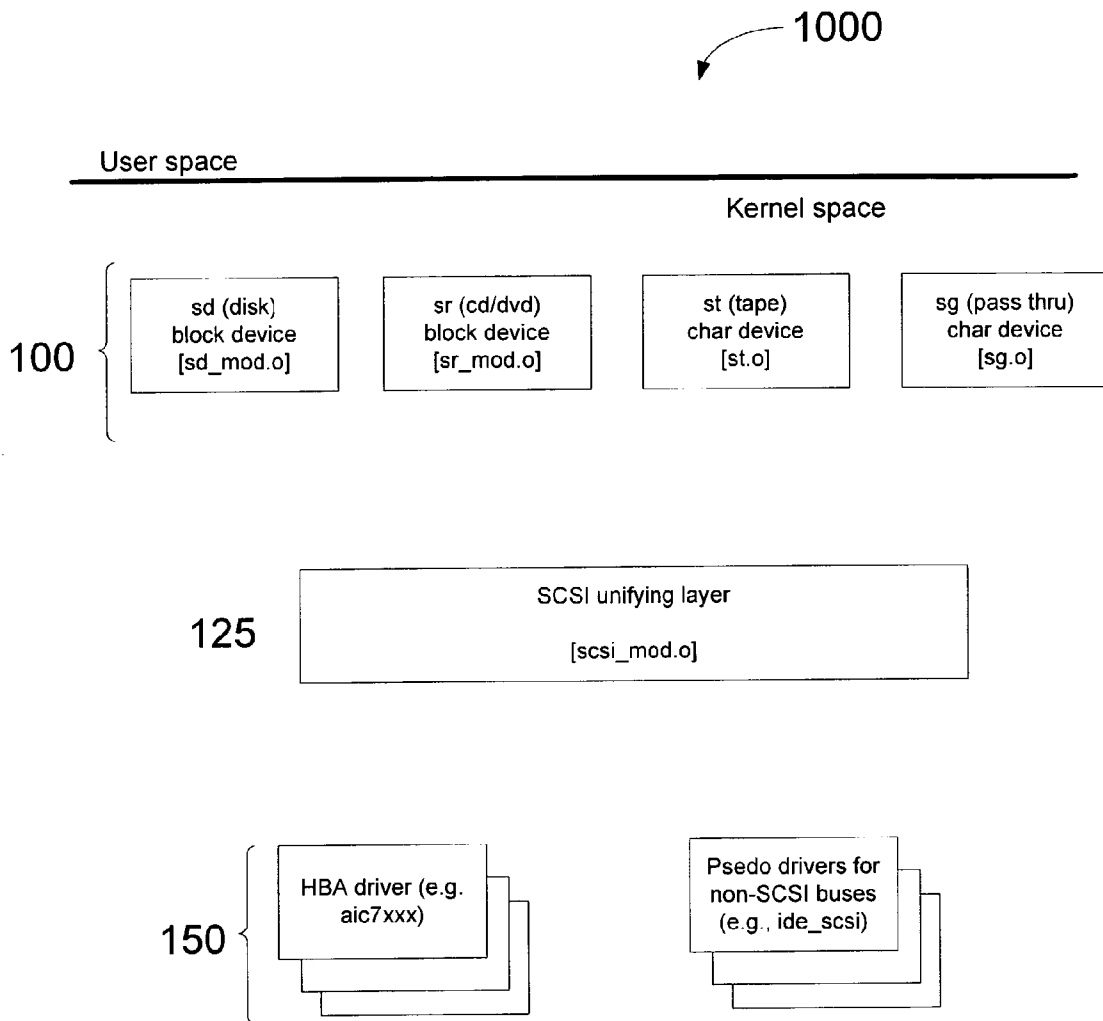 1000
User space
Kernel space
100
sd (disk)
block device
[sd_mod.o]
sr (cd/dvd)
block device
[sr_mod.o]
st (tape)
char device
[st.o]
sg (pass thru)
char device
[sg.o]
125
SCSI unifying layer
[scsi_mod.o]
150
HBA driver (e.g.
aic7xxx)
Psedo drivers for
non-SCSI buses
(e.g., ide_scsi)